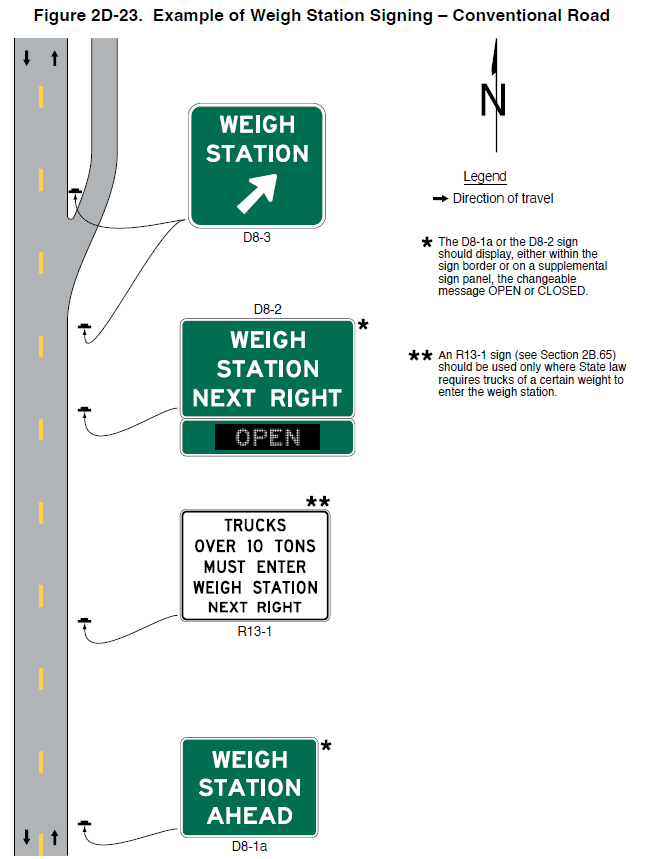 Figure 2D-23. Example of Weigh Station Signing – Conventional Road
WEIGH
STATION
D8-3
N
Legend
Direction of travel
* The D8-1a or the D8-2 sign
should display, either within the
sign border or on a supplemental
sign panel, the changeable
message OPEN or CLOSED.
D8-2
*
WEIGH
STATION
NEXT RIGHT
OPEN
** An R13-1 sign (see Section 2B.65)
should be used only where State law
requires trucks of a certain weight to
enter the weigh station.
**
TRUCKS
OVER 10 TONS
MUST ENTER
WEIGH STATION
NEXT RIGHT
R13-1
*
WEIGH
STATION
AHEAD
D8-1a